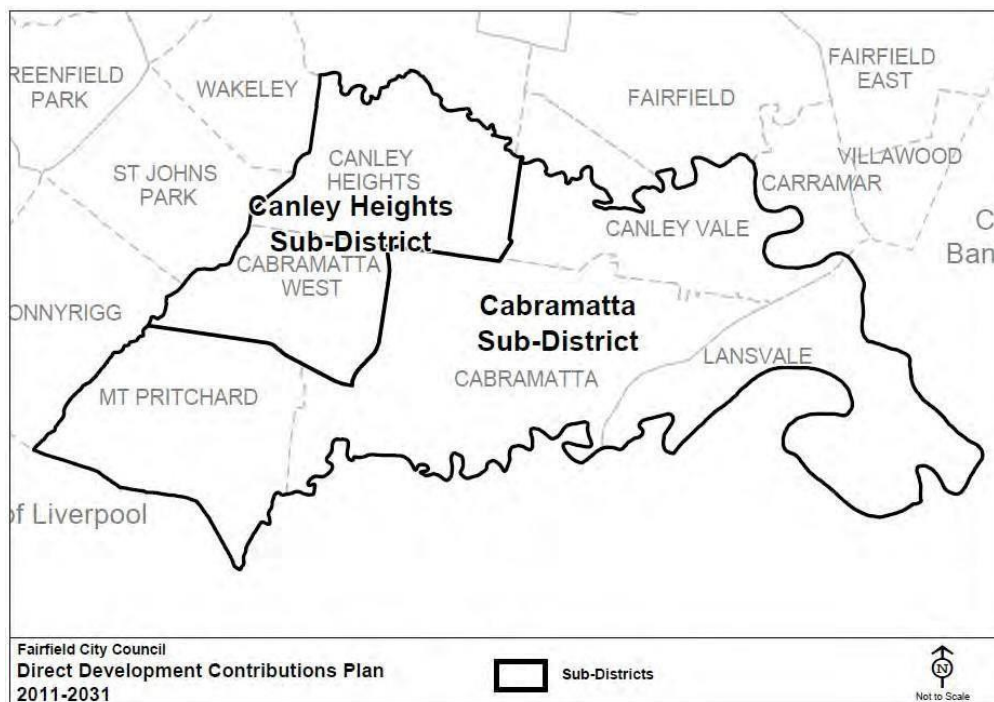 REENFIELD
PARK
WAKELEY
FAIRFIELD
FAIRFIELD
EAST
ST JOHNS
PARK
CANLEY
HEIGHTS
VILLAWOOD
CARRAMAR
Canley Heights
Sub-District
CANLEY VALE
C
Ban
CABRAMATTA
WEST
ONNYRIGG
Cabramatta
Sub-District
LANSVALE
CABRAMATTA
MT PRITCHARD
of Liverpool
Fairfield City Council
Direct Development Contributions Plan
2011-2031
Sub-Districts
N
Not to Scale